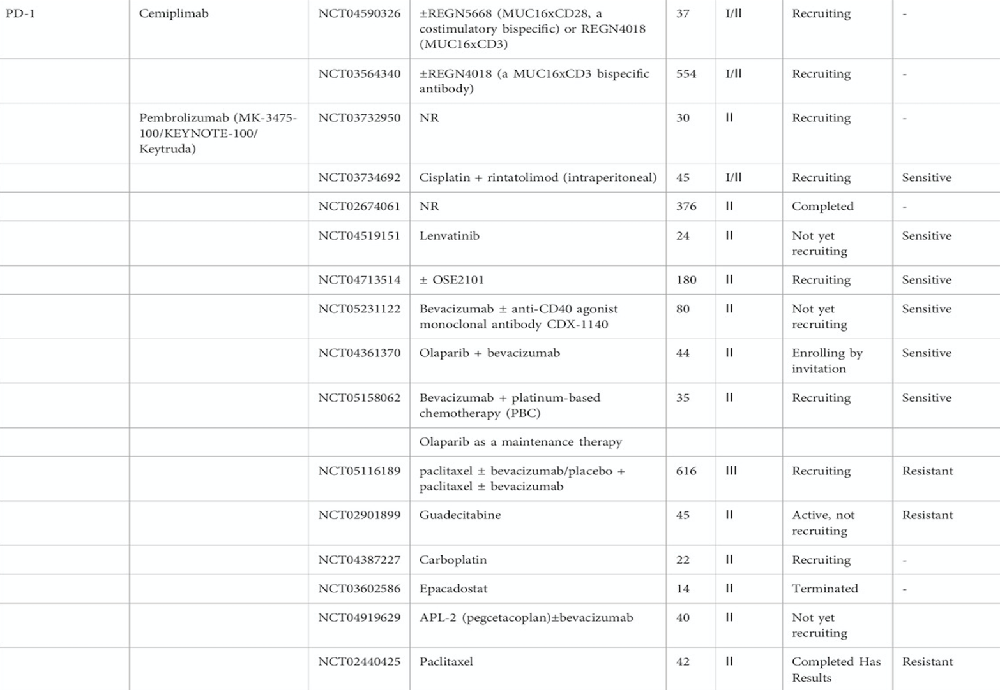 PD-1 Cemiplimab NCT04590326 ±REGN5668 (MUC16xCD28, a 37 I/II Recruiting -
costimulatory bispecific) or REGN4018
(MUC16xCD3)
NCT03564340 ±REGN4018 (a MUC16xCD3 bispecific 554 I/II Recruiting -
antibody)
Pembrolizumab (MK-3475- NCT03732950 NR 30 II Recruiting -
100/KEYNOTE-100/
Keytruda)
NCT03734692 Cisplatin + rintatolimod (intraperitoneal) 45 I/II Recruiting Sensitive
NCT02674061 NR 376 II Completed -
NCT04519151 Lenvatinib 24 II Not yet Sensitive
recruiting
NCT04713514 ± OSE2101 180 II Recruiting Sensitive
NCT05231122 Bevacizumab ± anti-CD40 agonist 80 II Not yet Sensitive
monoclonal antibody CDX-1140 recruiting
NCT04361370 Olaparib + bevacizumab 44 II Enrolling by Sensitive
invitation
NCT05158062 Bevacizumab + platinum-based 35 II Recruiting Sensitive
chemotherapy (PBC)
Olaparib as a maintenance therapy
NCT05116189 paclitaxel ± bevacizumab/placebo + 616 III Recruiting Resistant
paclitaxel ± bevacizumab
NCT02901899 Guadecitabine 45 II Active, not Resistant
recruiting
NCT04387227 Carboplatin 22 II Recruiting -
NCT03602586 Epacadostat 14 II Terminated -
NCT04919629 APL-2 (pegcetacoplan)±bevacizumab 40 II Not yet
recruiting
NCT02440425 Paclitaxel 42 II Completed Has Resistant
Results